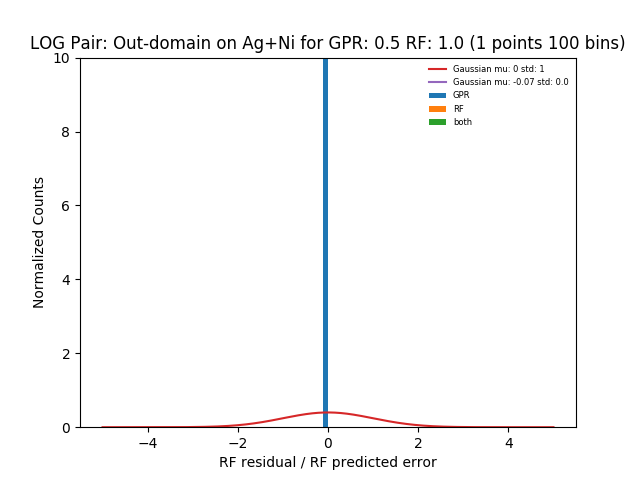 LOG Pair: Out-domain on Ag+Ni for GPR: 0.5 RF: 1.0 (1 points 100 bins)
Gaussian mu: 0 std: 1
Gaussian mu: -0.07 std: 0.0
GPR
RF
both
10
8
6
4
2
0
Normalized Counts
−4
−2
0
2
4
RF residual / RF predicted error